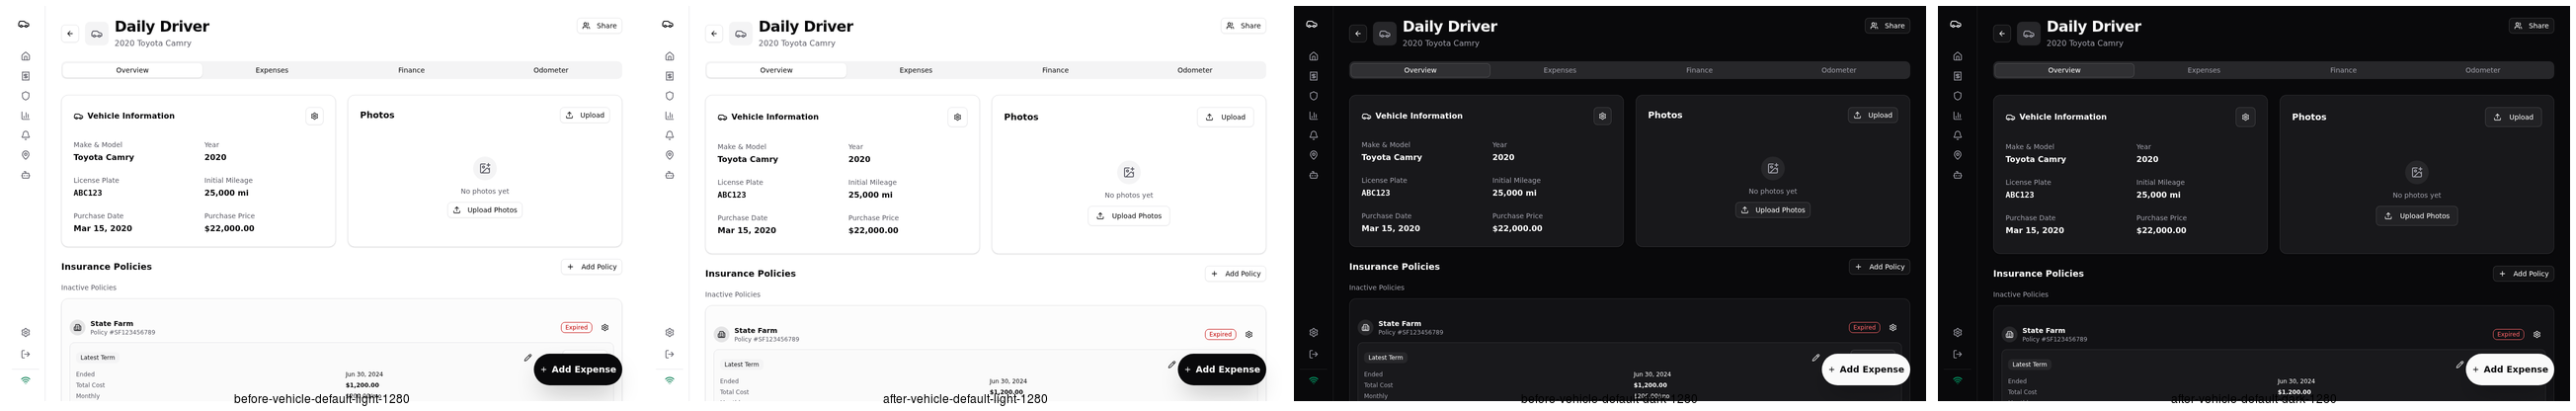 Daily Driver
2020 Toyota Camry
Share
Overview Expenses Finance Odometer
Vehicle Information
Make & Model Year
Toyota Camry 2020
License Plate Initial Mileage
ABC123 25,000 mi
Purchase Date Purchase Price
Mar 15, 2020 $22,000.00
Photos
Upload
No photos yet
Upload Photos
Insurance Policies
+ Add Policy
Inactive Policies
State Farm
Policy #SF123456789
Expired
Latest Term
Ended Jun 30, 2024
Total Cost $1,200.00
Monthly
+ Add Expense
before-vehicle-default-light-1280
Daily Driver
2020 Toyota Camry
Share
Overview Expenses Finance Odometer
Vehicle Information
Make & Model Year
Toyota Camry 2020
License Plate Initial Mileage
ABC123 25,000 mi
Purchase Date Purchase Price
Mar 15, 2020 $22,000.00
Photos
Upload
No photos yet
Upload Photos
Insurance Policies
+ Add Policy
Inactive Policies
State Farm
Policy #SF123456789
Expired
Latest Term
Ended Jun 30, 2024
Total Cost $1,200.00
+ Add Expense
after-vehicle-default-light-1280
Daily Driver
2020 Toyota Camry
Share
Overview Expenses Finance Odometer
Vehicle Information
Make & Model Year
Toyota Camry 2020
License Plate Initial Mileage
ABC123 25,000 mi
Purchase Date Purchase Price
Mar 15, 2020 $22,000.00
Photos
Upload
No photos yet
Upload Photos
Insurance Policies
+ Add Policy
Inactive Policies
State Farm
Policy #SF123456789
Expired
Latest Term
Ended Jun 30, 2024
Total Cost $1,200.00
Monthly
+ Add Expense
before-vehicle-default-dark-1280
Daily Driver
2020 Toyota Camry
Share
Overview Expenses Finance Odometer
Vehicle Information
Make & Model Year
Toyota Camry 2020
License Plate Initial Mileage
ABC123 25,000 mi
Purchase Date Purchase Price
Mar 15, 2020 $22,000.00
Photos
Upload
No photos yet
Upload Photos
Insurance Policies
+ Add Policy
Inactive Policies
State Farm
Policy #SF123456789
Expired
Latest Term
Ended Jun 30, 2024
Total Cost $1,200.00
+ Add Expense
after-vehicle-default-dark-1280